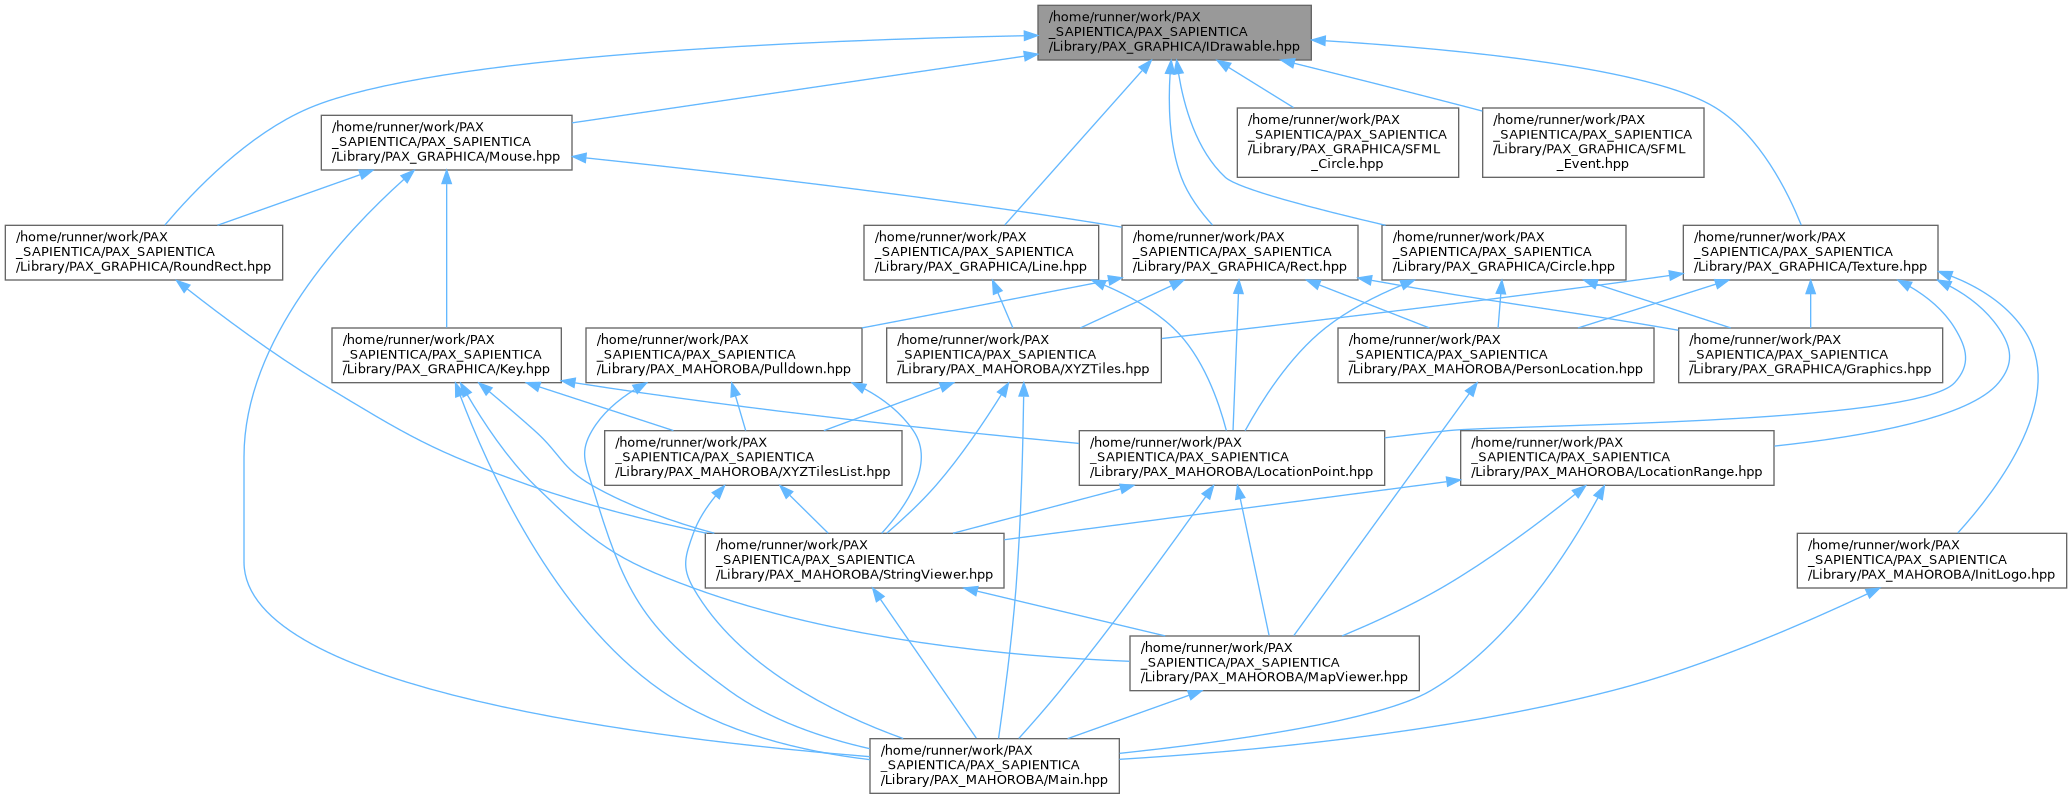 /home/runner/work/PAX
_SAPIENTICA/PAX_SAPIENTICA
/Library/PAX_GRAPHICA/IDrawable.hpp
/home/runner/work/PAX
_SAPIENTICA/PAX_SAPIENTICA
/Library/PAX_GRAPHICA/Mouse.hpp
/home/runner/work/PAX
_SAPIENTICA/PAX_SAPIENTICA
/Library/PAX_GRAPHICA/SFML
_Circle.hpp
/home/runner/work/PAX
_SAPIENTICA/PAX_SAPIENTICA
/Library/PAX_GRAPHICA/SFML
_Event.hpp
/home/runner/work/PAX
_SAPIENTICA/PAX_SAPIENTICA
/Library/PAX_GRAPHICA/RoundRect.hpp
/home/runner/work/PAX
_SAPIENTICA/PAX_SAPIENTICA
/Library/PAX_GRAPHICA/Line.hpp
/home/runner/work/PAX
_SAPIENTICA/PAX_SAPIENTICA
/Library/PAX_GRAPHICA/Rect.hpp
/home/runner/work/PAX
_SAPIENTICA/PAX_SAPIENTICA
/Library/PAX_GRAPHICA/Circle.hpp
/home/runner/work/PAX
_SAPIENTICA/PAX_SAPIENTICA
/Library/PAX_GRAPHICA/Texture.hpp
/home/runner/work/PAX
_SAPIENTICA/PAX_SAPIENTICA
/Library/PAX_GRAPHICA/Key.hpp
/home/runner/work/PAX
_SAPIENTICA/PAX_SAPIENTICA
/Library/PAX_MAHOROBA/Pulldown.hpp
/home/runner/work/PAX
_SAPIENTICA/PAX_SAPIENTICA
/Library/PAX_MAHOROBA/XYZTiles.hpp
/home/runner/work/PAX
_SAPIENTICA/PAX_SAPIENTICA
/Library/PAX_MAHOROBA/PersonLocation.hpp
/home/runner/work/PAX
_SAPIENTICA/PAX_SAPIENTICA
/Library/PAX_GRAPHICA/Graphics.hpp
/home/runner/work/PAX
_SAPIENTICA/PAX_SAPIENTICA
/Library/PAX_MAHOROBA/XYZTilesList.hpp
/home/runner/work/PAX
_SAPIENTICA/PAX_SAPIENTICA
/Library/PAX_MAHOROBA/LocationPoint.hpp
/home/runner/work/PAX
_SAPIENTICA/PAX_SAPIENTICA
/Library/PAX_MAHOROBA/LocationRange.hpp
/home/runner/work/PAX
_SAPIENTICA/PAX_SAPIENTICA
/Library/PAX_MAHOROBA/StringViewer.hpp
/home/runner/work/PAX
_SAPIENTICA/PAX_SAPIENTICA
/Library/PAX_MAHOROBA/InitLogo.hpp
/home/runner/work/PAX
_SAPIENTICA/PAX_SAPIENTICA
/Library/PAX_MAHOROBA/MapViewer.hpp
/home/runner/work/PAX
_SAPIENTICA/PAX_SAPIENTICA
/Library/PAX_MAHOROBA/Main.hpp